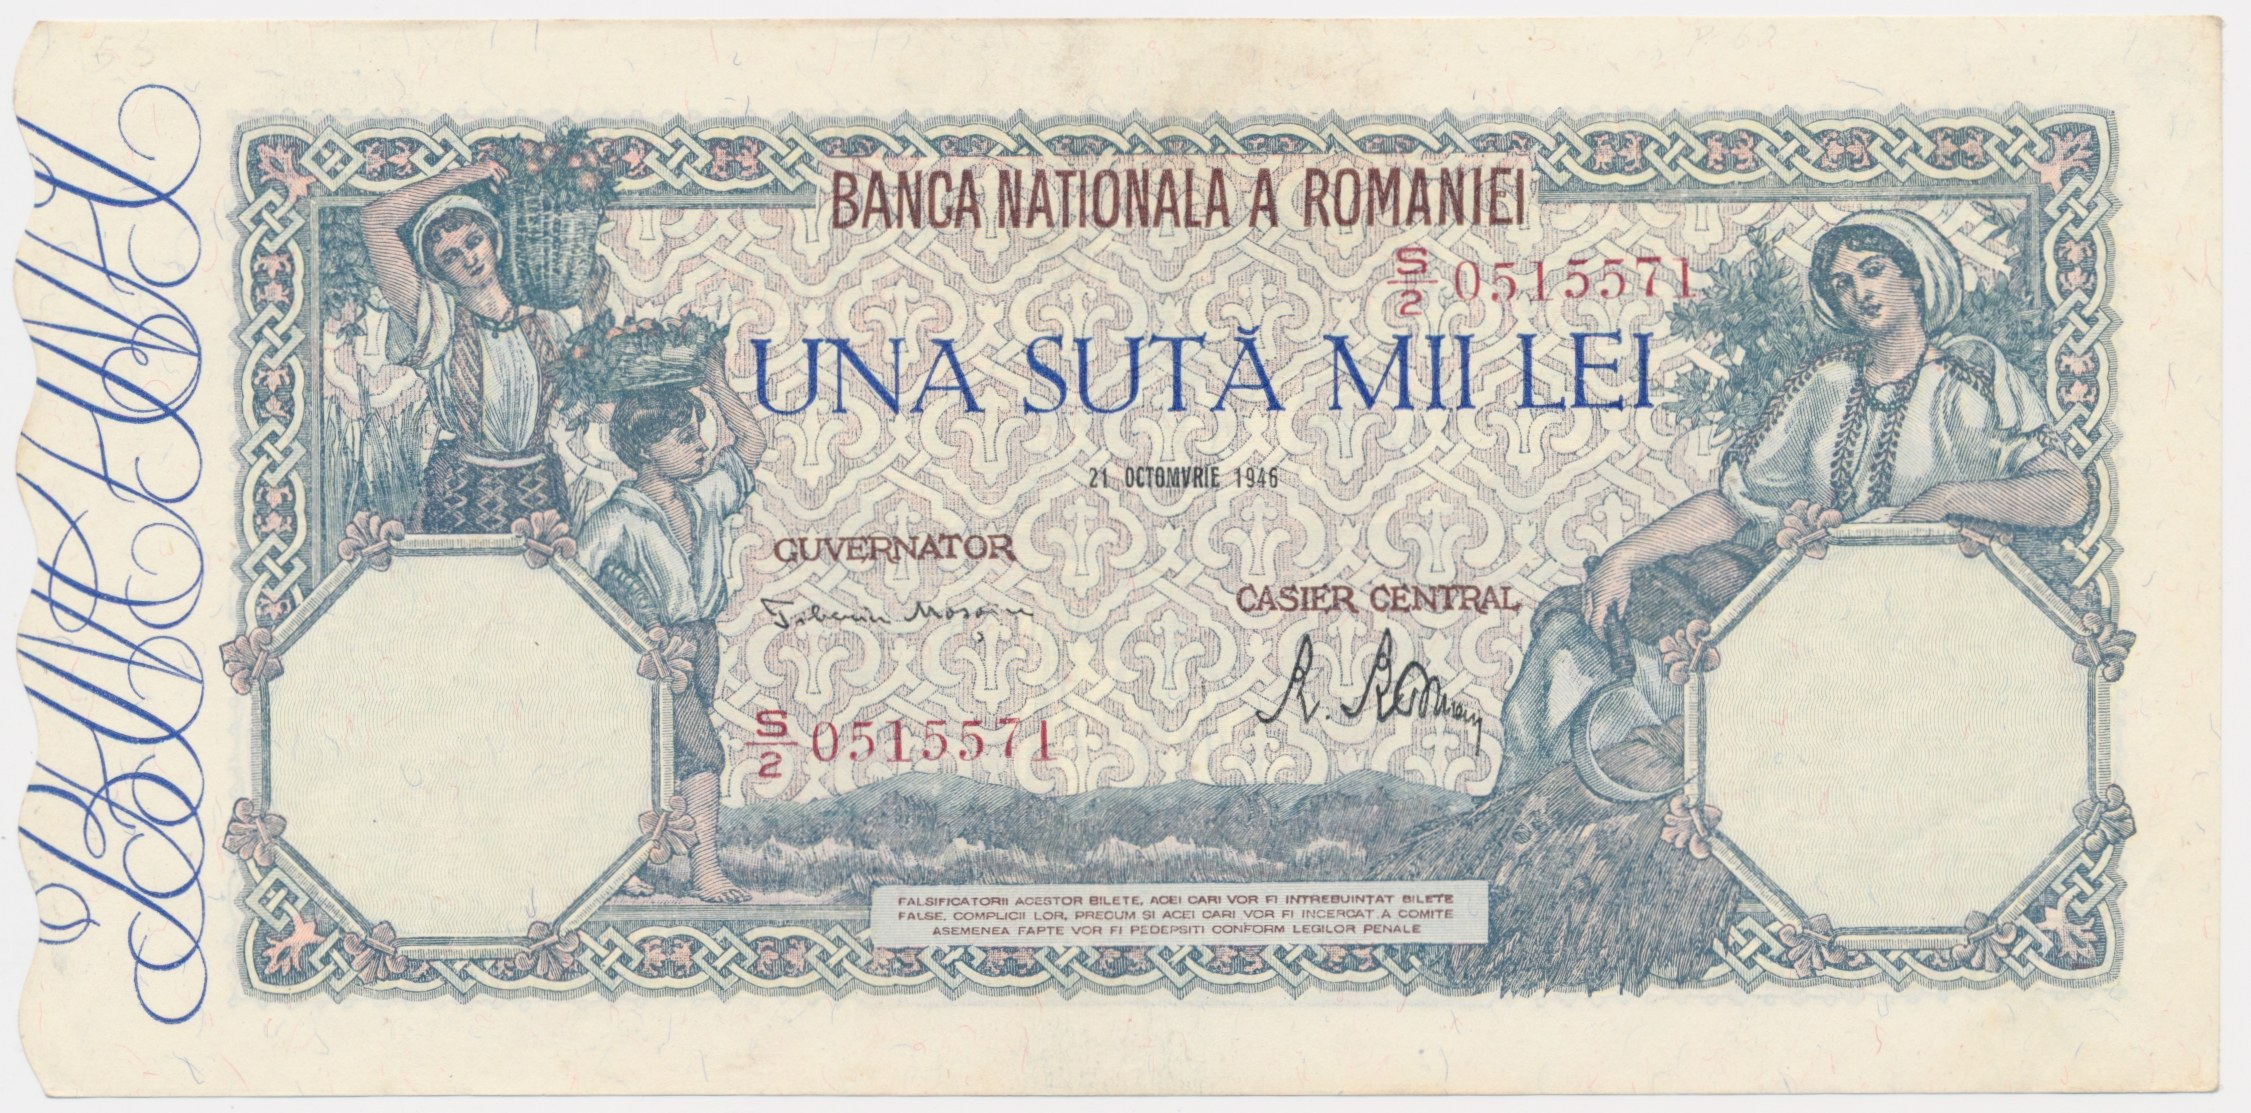 BANCA NATIONALA A ROMANIEI
S/2 0515571
UNA SUTĂ MII LEI
21 OCTOMVRIE 1946
GUVERNATOR
CASIER CENTRAL
S/2 0515571
FALSIFICATORII ACESTOR BILETE, ACEI CARI VOR FI INTREBUINȚAT BILETE
FALSE, COMPLICII LOR, PRECUM SI ACEI CARI VOR FI INCERCAT A COMITE
ASEMENEA FAPTE VOR FI PEDEPSITI CONFORM LEGILOR PENALE